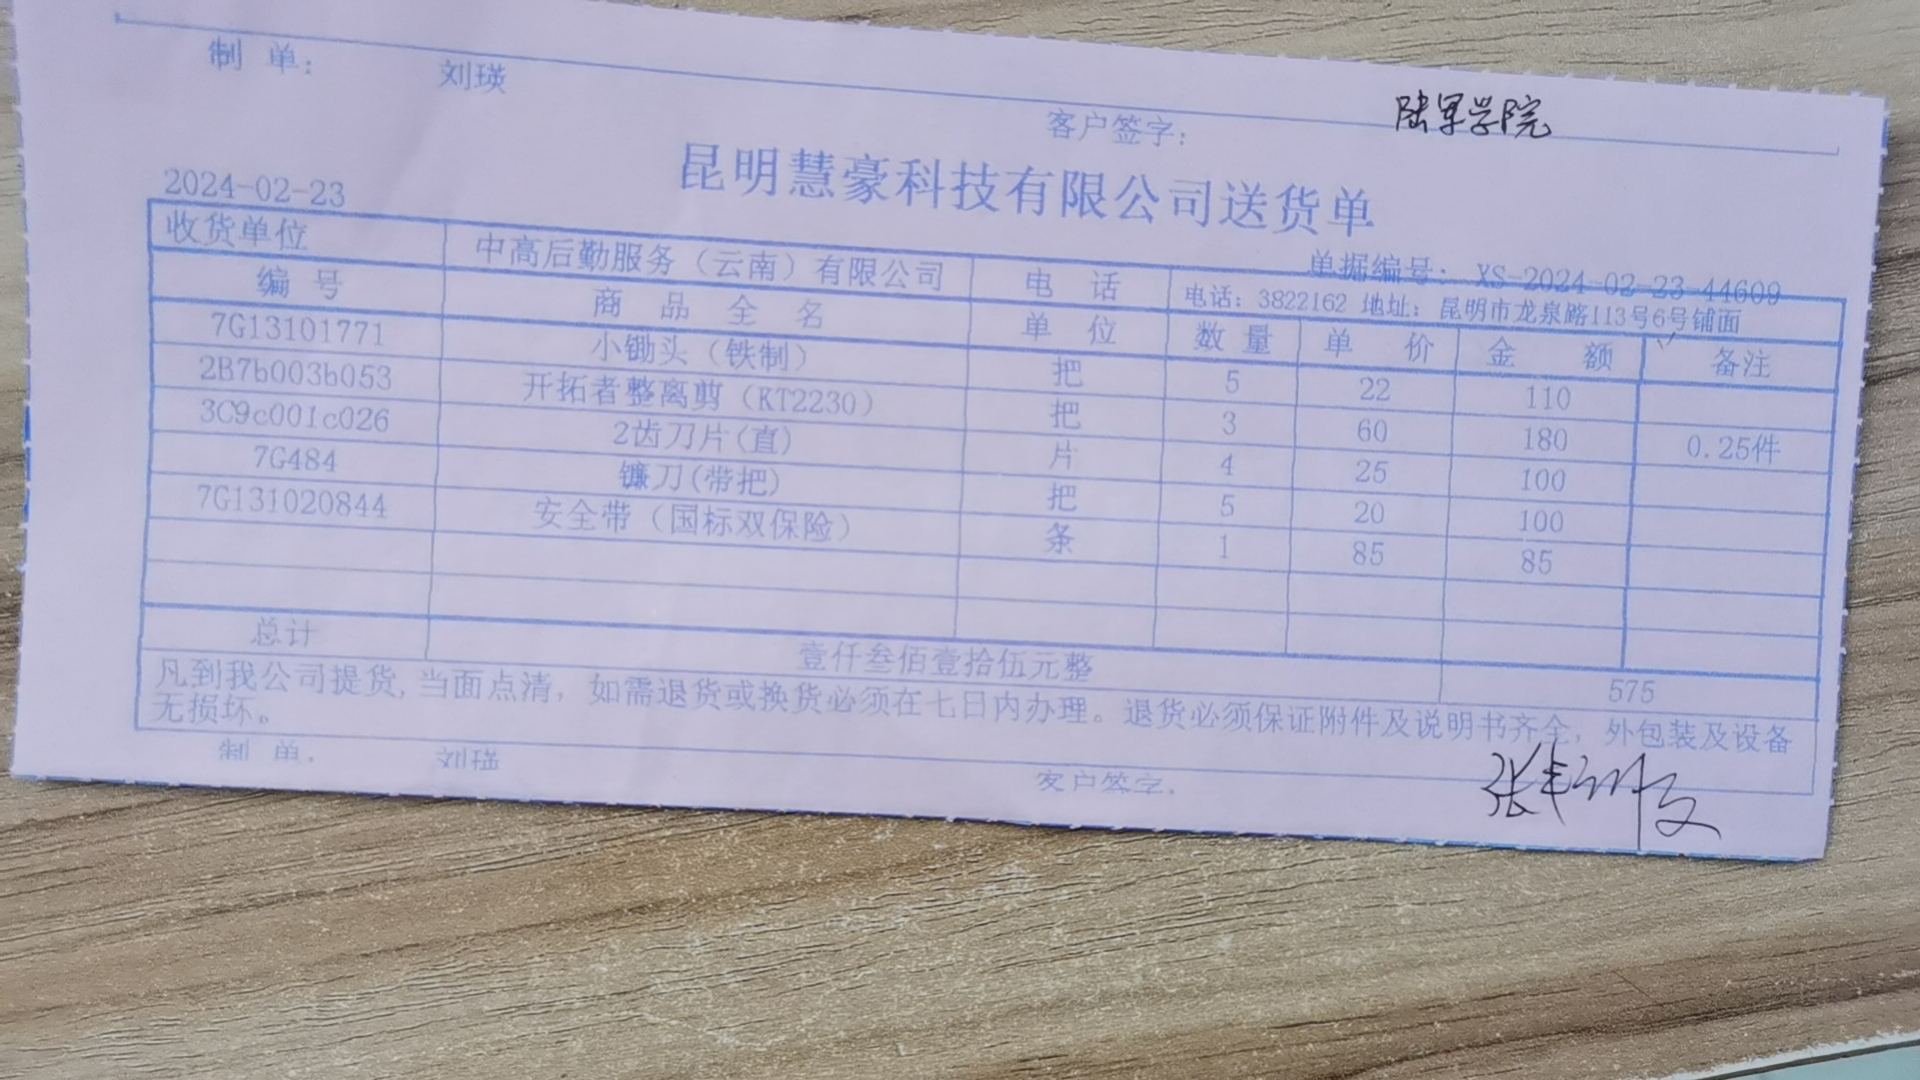 制 单： 刘瑛
客户签字： 陆军学院
昆明慧豪科技有限公司送货单
2024-02-23
单据编号： XS-2024-02-23-44609
收货单位 中高后勤服务（云南）有限公司 电 话 电话：3822162 地址：昆明市龙泉路113号6号铺面
编 号 商 品 全 名 单 位 数 量 单 价 金 额 备注
7G13101771 小锄头（铁制） 把 5 22 110
2B7b003b053 开拓者整离剪（KT2230） 把 3 60 180 0.25件
3C9c001c026 2齿刀片(直) 片 4 25 100
7G484 镰刀(带把) 把 5 20 100
7G131020844 安全带（国标双保险） 条 1 85 85
总计 壹仟叁佰壹拾伍元整 575
凡到我公司提货,当面点清，如需退货或换货必须在七日内办理。退货必须保证附件及说明书齐全，外包装及设备
无损坏。
制 单： 刘瑛
客户签字：